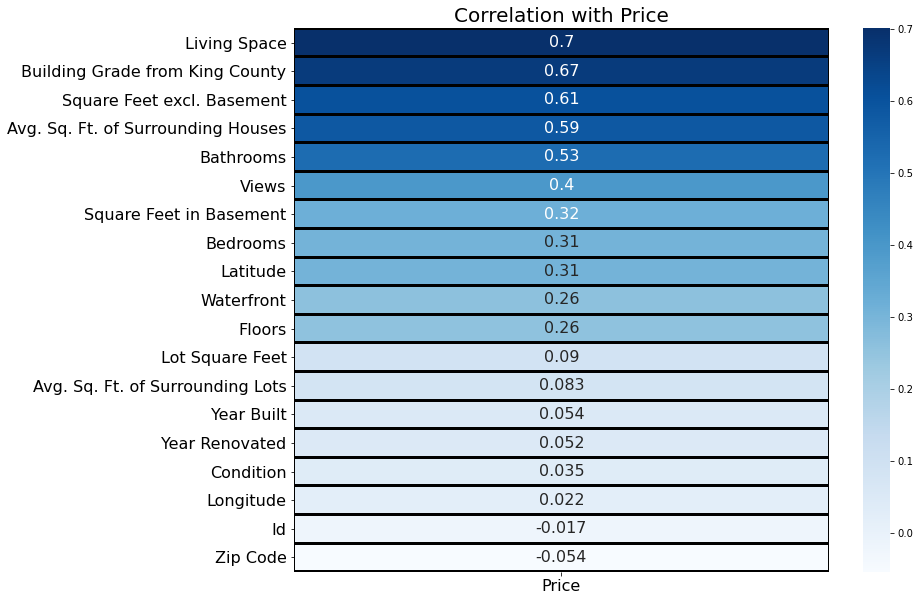 Correlation with Price
Living Space 0.7
Building Grade from King County 0.67
Square Feet excl. Basement 0.61
Avg. Sq. Ft. of Surrounding Houses 0.59
Bathrooms 0.53
Views 0.4
Square Feet in Basement 0.32
Bedrooms 0.31
Latitude 0.31
Waterfront 0.26
Floors 0.26
Lot Square Feet 0.09
Avg. Sq. Ft. of Surrounding Lots 0.083
Year Built 0.054
Year Renovated 0.052
Condition 0.035
Longitude 0.022
Id -0.017
Zip Code -0.054
Price
0.7
0.6
0.5
0.4
0.3
0.2
0.1
0.0